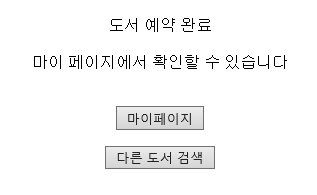 도서 예약 완료
마이 페이지에서 확인할 수 있습니다
마이페이지
다른 도서 검색